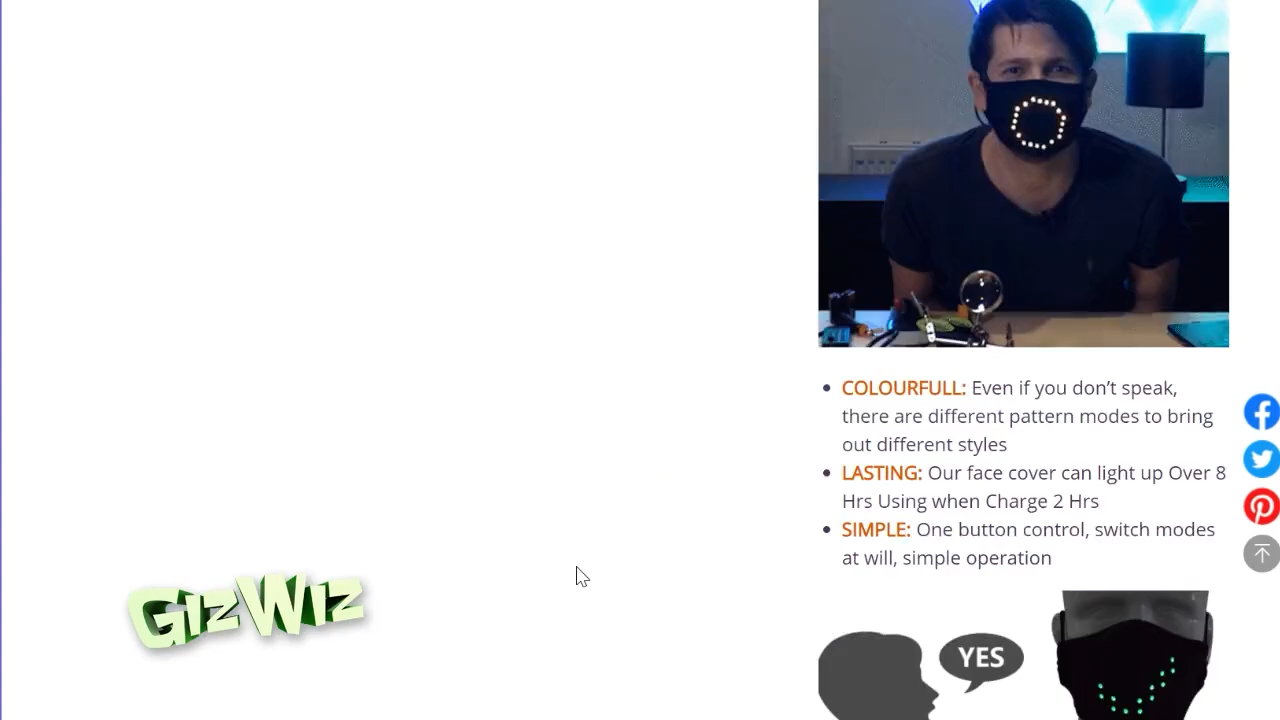 COLOURFULL: Even if you don't speak,
there are different pattern modes to bring
out different styles
LASTING: Our face cover can light up Over 8
Hrs Using when Charge 2 Hrs
SIMPLE: One button control, switch modes
at will, simple operation
GizWiz
YES